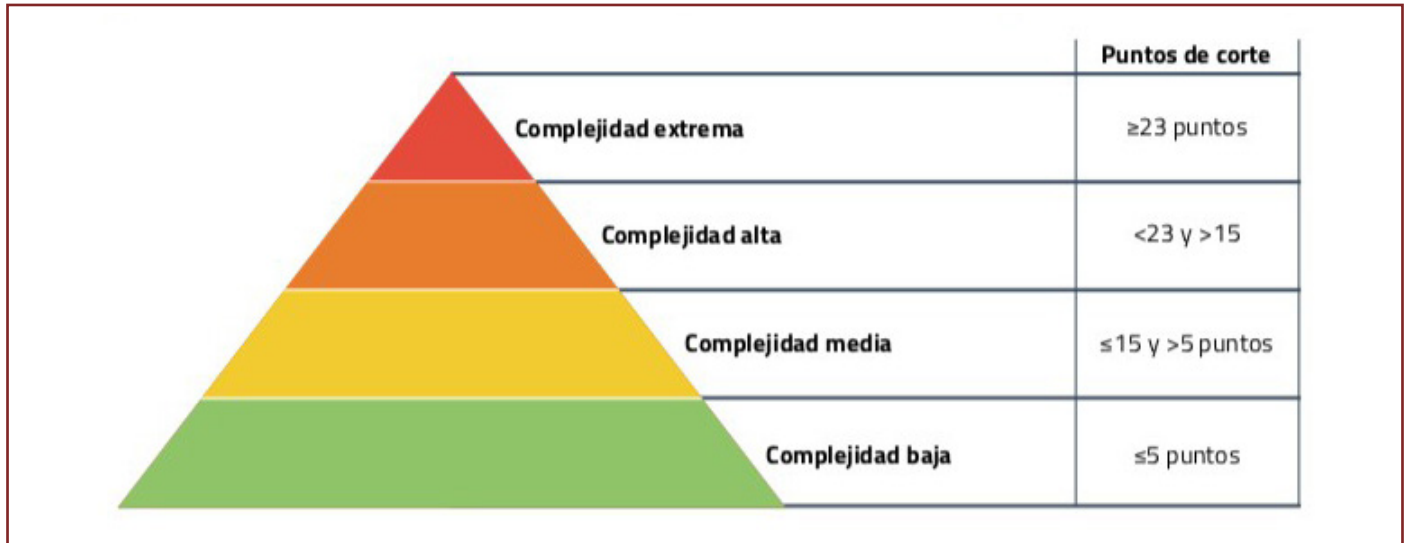 Puntos de corte
Complejidad extrema
≥23 puntos
Complejidad alta
<23 y >15
Complejidad media
≤15 y >5 puntos
Complejidad baja
≤5 puntos